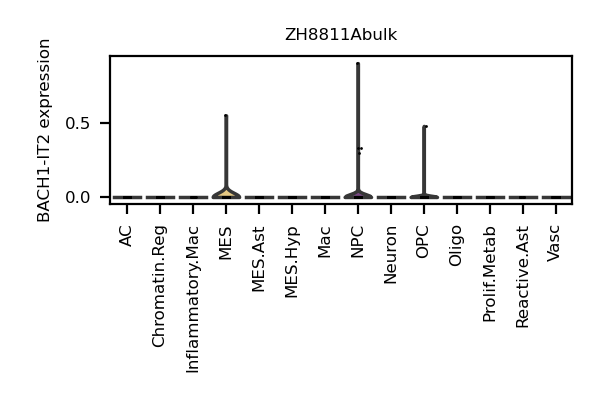 ZH8811Abulk
BACH1-IT2 expression
0.5
0.0
AC
Chromatin.Reg
Inflammatory.Mac
MES
MES.Ast
MES.Hyp
Mac
NPC
Neuron
OPC
Oligo
Prolif.Metab
Reactive.Ast
Vasc